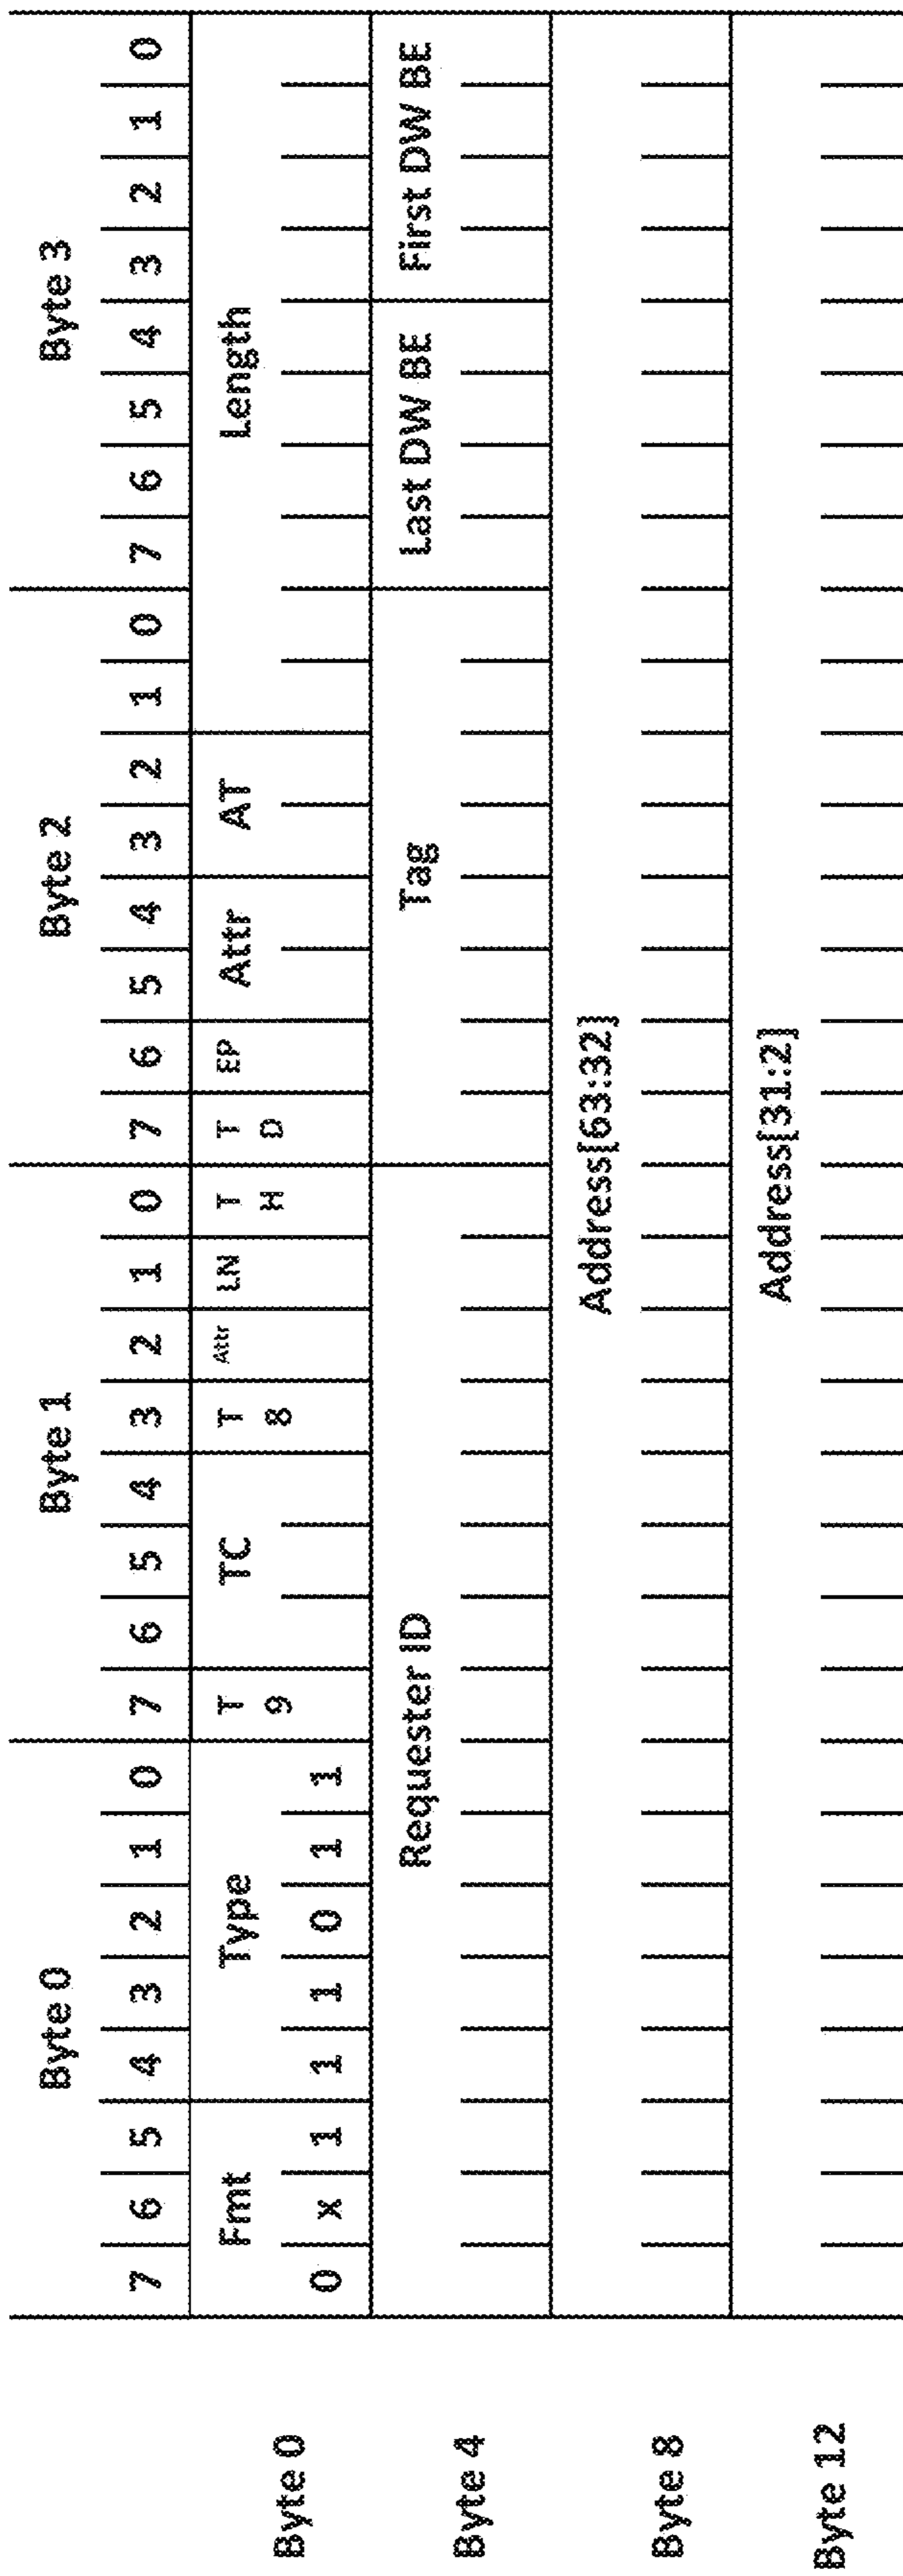 Byte 0 Byte 1 Byte 2 Byte 3
7 6 5 4 3 2 1 0 7 6 5 4 3 2 1 0 7 6 5 4 3 2 1 0 7 6 5 4 3 2 1 0
Byte 0 Fmt Type T9 TC T8 Attr LN TH TD EP Attr AT Length
0 x 1 1 1 0 1 1
Byte 4 Requester ID Tag Last DW BE First DW BE
Byte 8 Address[63:32]
Byte 12 Address[31:2]